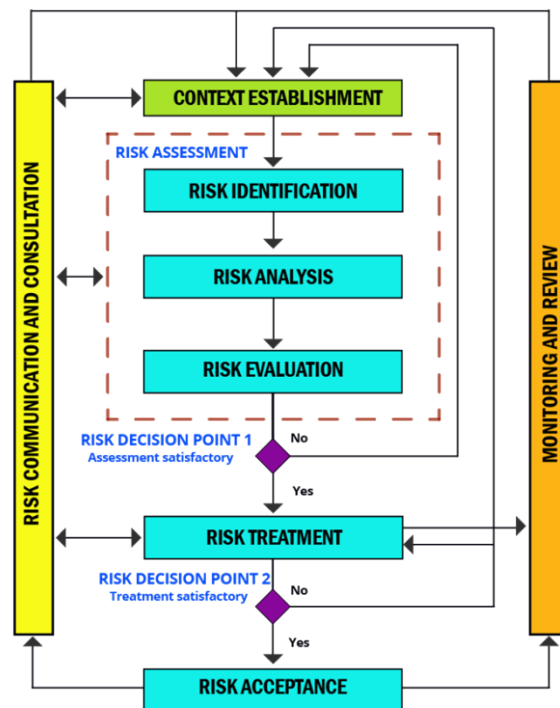 CONTEXT ESTABLISHMENT
RISK ASSESSMENT
RISK IDENTIFICATION
RISK ANALYSIS
RISK EVALUATION
RISK DECISION POINT 1
Assessment satisfactory
No
Yes
RISK TREATMENT
RISK DECISION POINT 2
Treatment satisfactory
No
Yes
RISK ACCEPTANCE
RISK COMMUNICATION AND CONSULTATION
MONITORING AND REVIEW